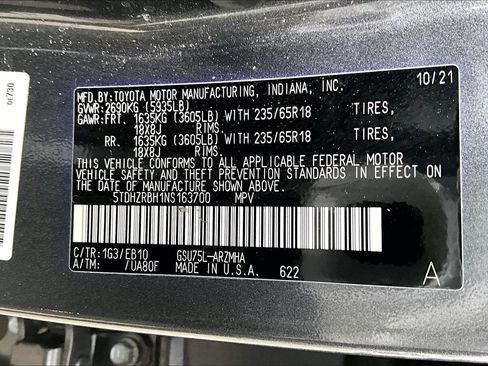 MFD.BY:TOYOTA MOTOR MANUFACTURING, INDIANA, INC. 10/21
GVWR: 2690KG (5935LB)
GAWR:FRT. 1635KG (3605LB) WITH 235/65R18 TIRES,
18X8J RIMS.
RR. 1635KG (3605LB) WITH 235/65R18 TIRES,
18X8J RIMS.
THIS VEHICLE CONFORMS TO ALL APPLICABLE FEDERAL MOTOR
VEHICLE SAFETY AND THEFT PREVENTION STANDARDS IN EFFECT ON
THE DATE OF MANUFACTURE SHOWN ABOVE.
5TDHZRBH1NS163700 MPV
C/TR:1G3/EB10 GSU75L-ARZMHA
A/TM: /UA80F MADE IN U.S.A. 622 A